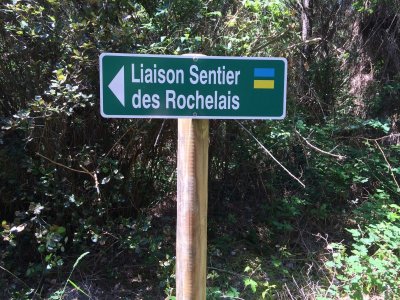 Liaison Sentier
des Rochelais